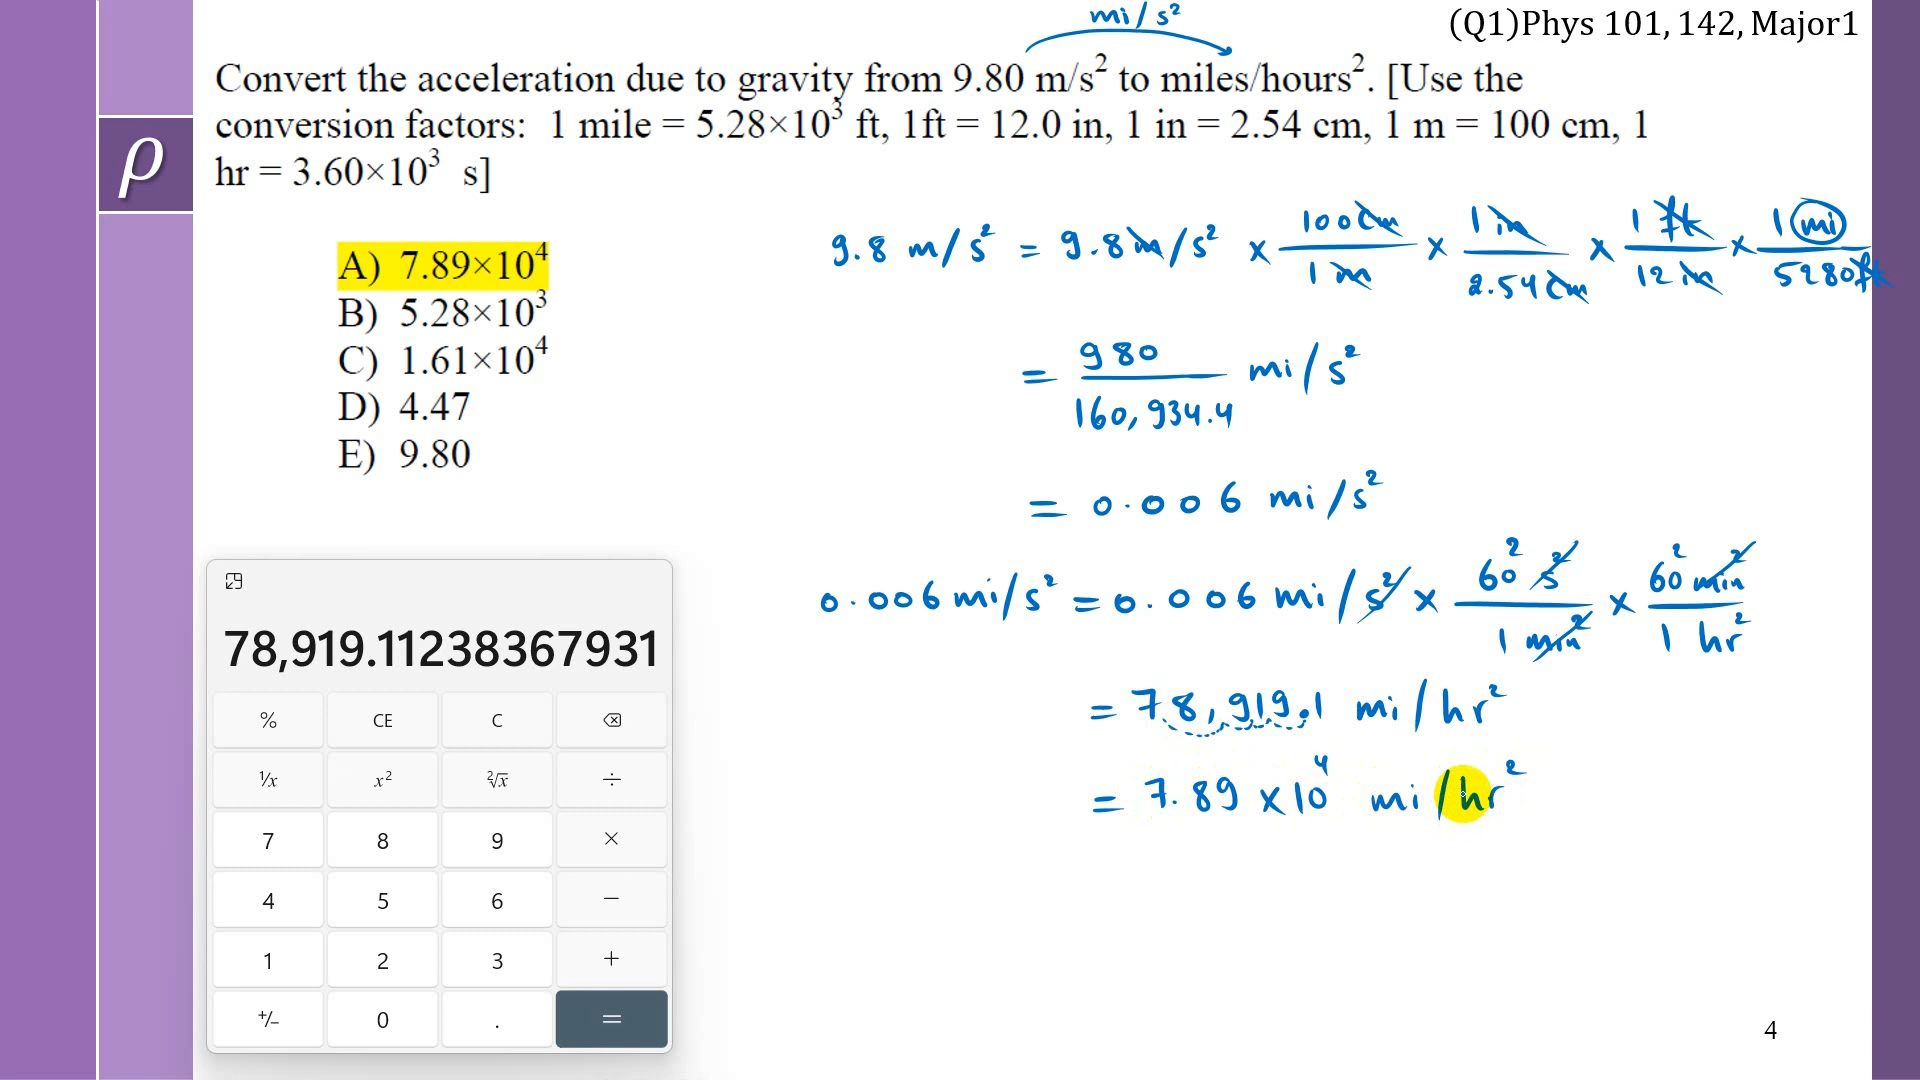 mi/s²
(Q1)Phys 101, 142, Major1
Convert the acceleration due to gravity from 9.80 m/s² to miles/hours². [Use the
conversion factors: 1 mile = 5.28×10³ ft, 1ft = 12.0 in, 1 in = 2.54 cm, 1 m = 100 cm, 1
hr = 3.60×10³ s]
ρ
A) 7.89×10⁴
B) 5.28×10³
C) 1.61×10⁴
D) 4.47
E) 9.80
9.8 m/s² = 9.8 m/s² × 100 cm / 1 m × 1 in / 2.54 cm × 1 ft / 12 in × 1 mi / 5280 ft
= 980 / 160,934.4 mi/s²
= 0.006 mi/s²
0.006 mi/s² = 0.006 mi/s² × 60² s² / 1 min² × 60² min² / 1 hr²
= 78,919.1 mi/hr²
= 7.89 × 10⁴ mi/hr²
78,919.11238367931
% CE C ⌫
¹/x x² ²√x ÷
7 8 9 ×
4 5 6 −
1 2 3 +
+/− 0 . =
4